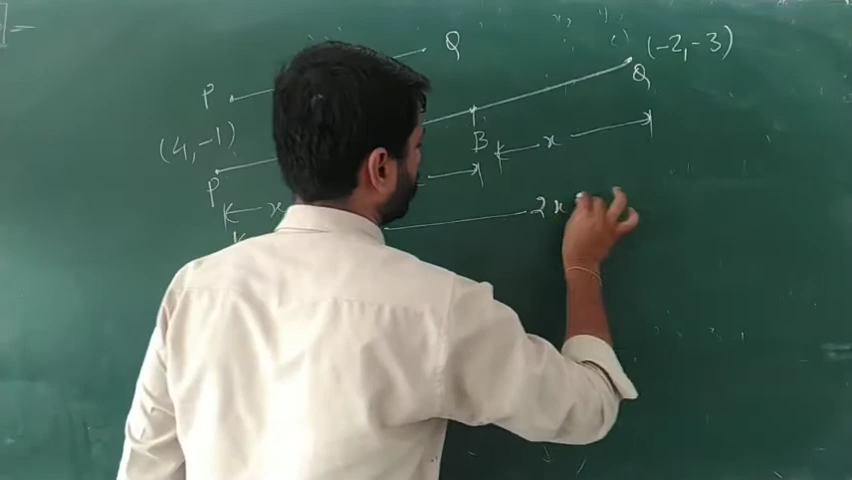 P Q
(4,-1) (-2,-3)
P B Q
x x
2x